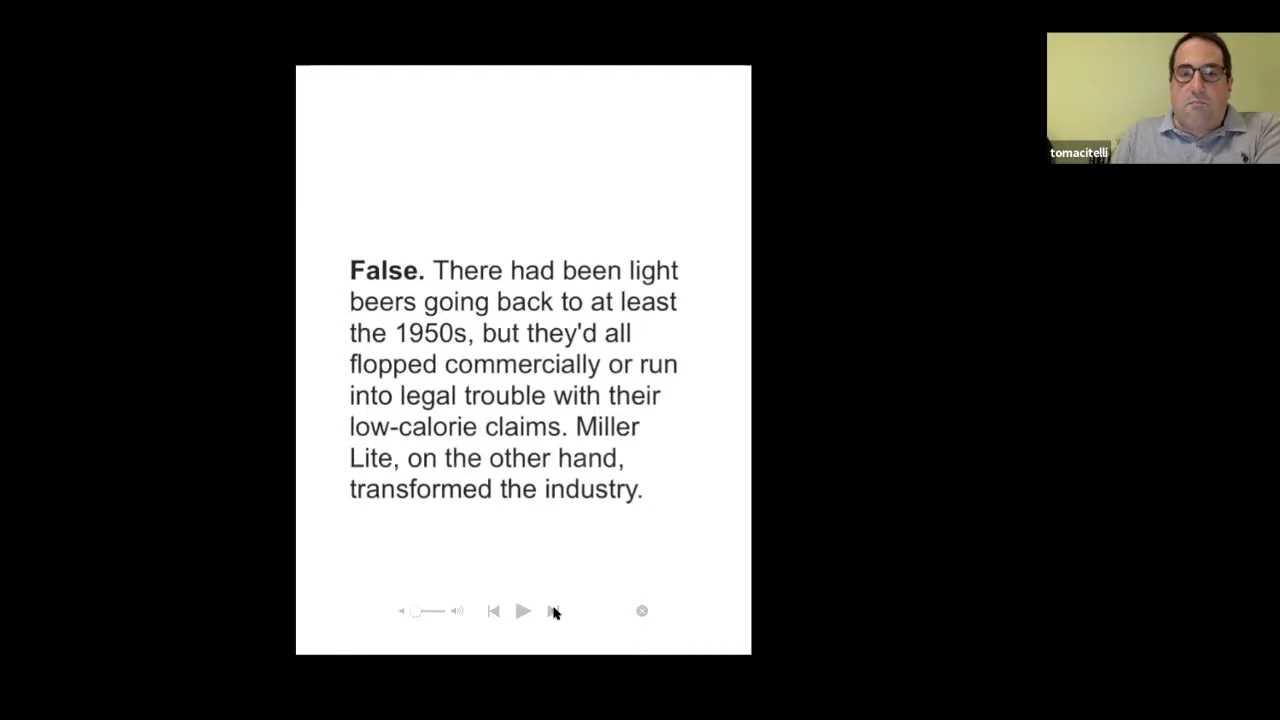 False. There had been light
beers going back to at least
the 1950s, but they'd all
flopped commercially or run
into legal trouble with their
low-calorie claims. Miller
Lite, on the other hand,
transformed the industry.
tomacitelli